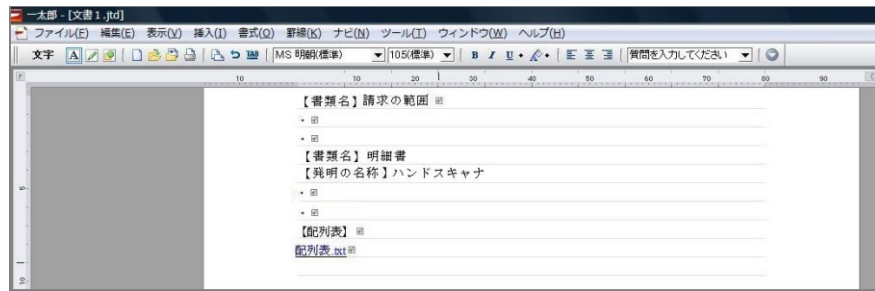 一太郎 - [文書1.jtd]
ファイル(F) 編集(E) 表示(V) 挿入(I) 書式(O) 罫線(K) ナビ(N) ツール(T) ウィンドウ(W) ヘルプ(H)
文字 A MS 明朝(標準) 10.5(標準) B I U 質問を入力してください
10 10 20 30 40 50 60 70 80 90
【書類名】請求の範囲
・
・
【書類名】明細書
【発明の名称】ハンドスキャナ
・
・
【配列表】
配列表.txt
5
10